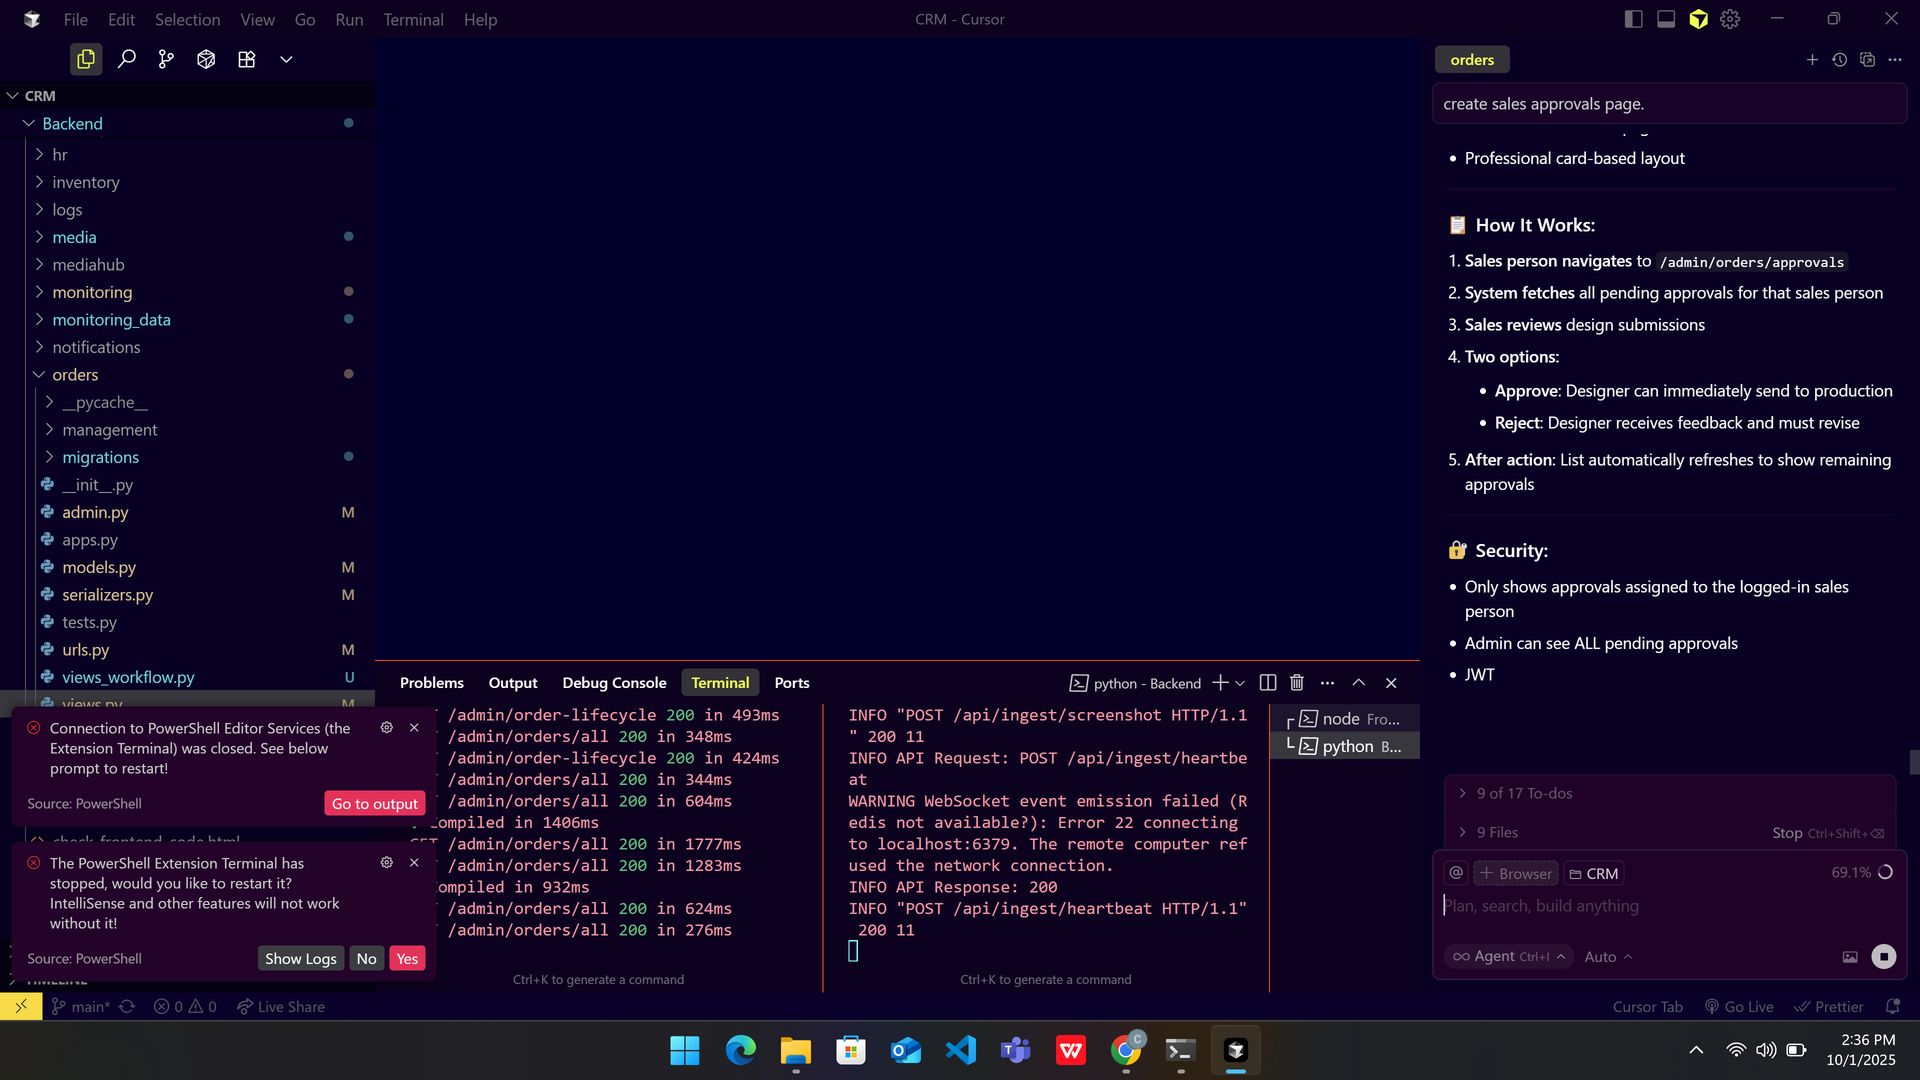 File Edit Selection View Go Run Terminal Help
CRM - Cursor
CRM
Backend
hr
inventory
logs
media
mediahub
monitoring
monitoring_data
notifications
orders
__pycache__
management
migrations
__init__.py
admin.py M
apps.py
models.py M
serializers.py M
tests.py
urls.py M
views_workflow.py U
views.py M
Connection to PowerShell Editor Services (the
Extension Terminal) was closed. See below
prompt to restart!
Source: PowerShell Go to output
check_frontend_code.html
The PowerShell Extension Terminal has
stopped, would you like to restart it?
IntelliSense and other features will not work
without it!
Source: PowerShell Show Logs No Yes
TIMELINE
Problems Output Debug Console Terminal Ports
python - Backend
/admin/order-lifecycle 200 in 493ms
/admin/orders/all 200 in 348ms
/admin/order-lifecycle 200 in 424ms
/admin/orders/all 200 in 344ms
/admin/orders/all 200 in 604ms
ompiled in 1406ms
200 in 1777ms
200 in 1283ms
ompiled in 932ms
/admin/orders/all 200 in 624ms
/admin/orders/all 200 in 276ms
Ctrl+K to generate a command
INFO "POST /api/ingest/screenshot HTTP/1.1
" 200 11
INFO API Request: POST /api/ingest/heartbe
at
WARNING WebSocket event emission failed (R
edis not available?): Error 22 connecting
to localhost:6379. The remote computer ref
used the network connection.
INFO API Response: 200
INFO "POST /api/ingest/heartbeat HTTP/1.1"
200 11
Ctrl+K to generate a command
node Fro...
python B...
orders
create sales approvals page.
• Professional card-based layout
📋 How It Works:
1. Sales person navigates to /admin/orders/approvals
2. System fetches all pending approvals for that sales person
3. Sales reviews design submissions
4. Two options:
• Approve: Designer can immediately send to production
• Reject: Designer receives feedback and must revise
5. After action: List automatically refreshes to show remaining
approvals
🔐 Security:
• Only shows approvals assigned to the logged-in sales
person
• Admin can see ALL pending approvals
• JWT
9 of 17 To-dos
9 Files Stop Ctrl+Shift+⌫
@ + Browser CRM 69.1%
Plan, search, build anything
∞ Agent Ctrl+I Auto
main* 0 0 Live Share
Cursor Tab Go Live Prettier
C
T
W
2:36 PM
10/1/2025